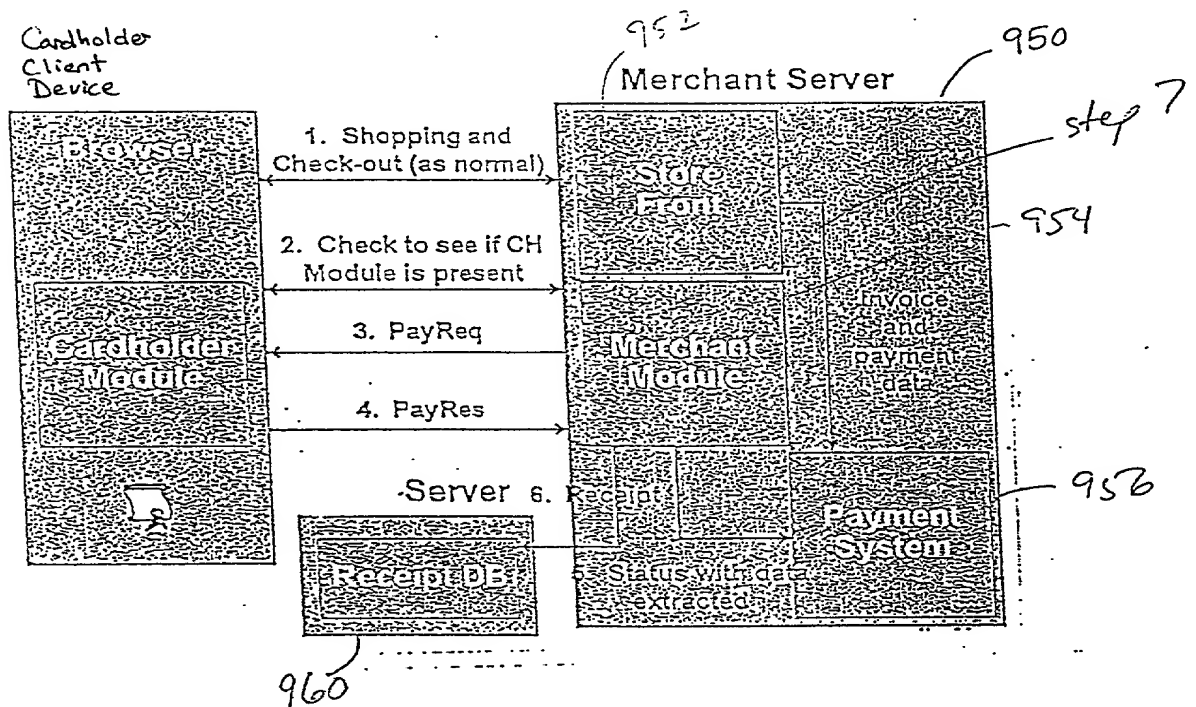 Cardholder
Client
Device
952
950
Merchant Server
step 7
Browser
1. Shopping and
Check-out (as normal)
Store
Front
954
2. Check to see if CH
Module is present
Invoice
and
payment
data
Cardholder
Module
3. PayReq
Merchant
Module
4. PayRes
Server
6. Receipt
956
Payment
System
Receipt DB
5. Status with data
extracted
960